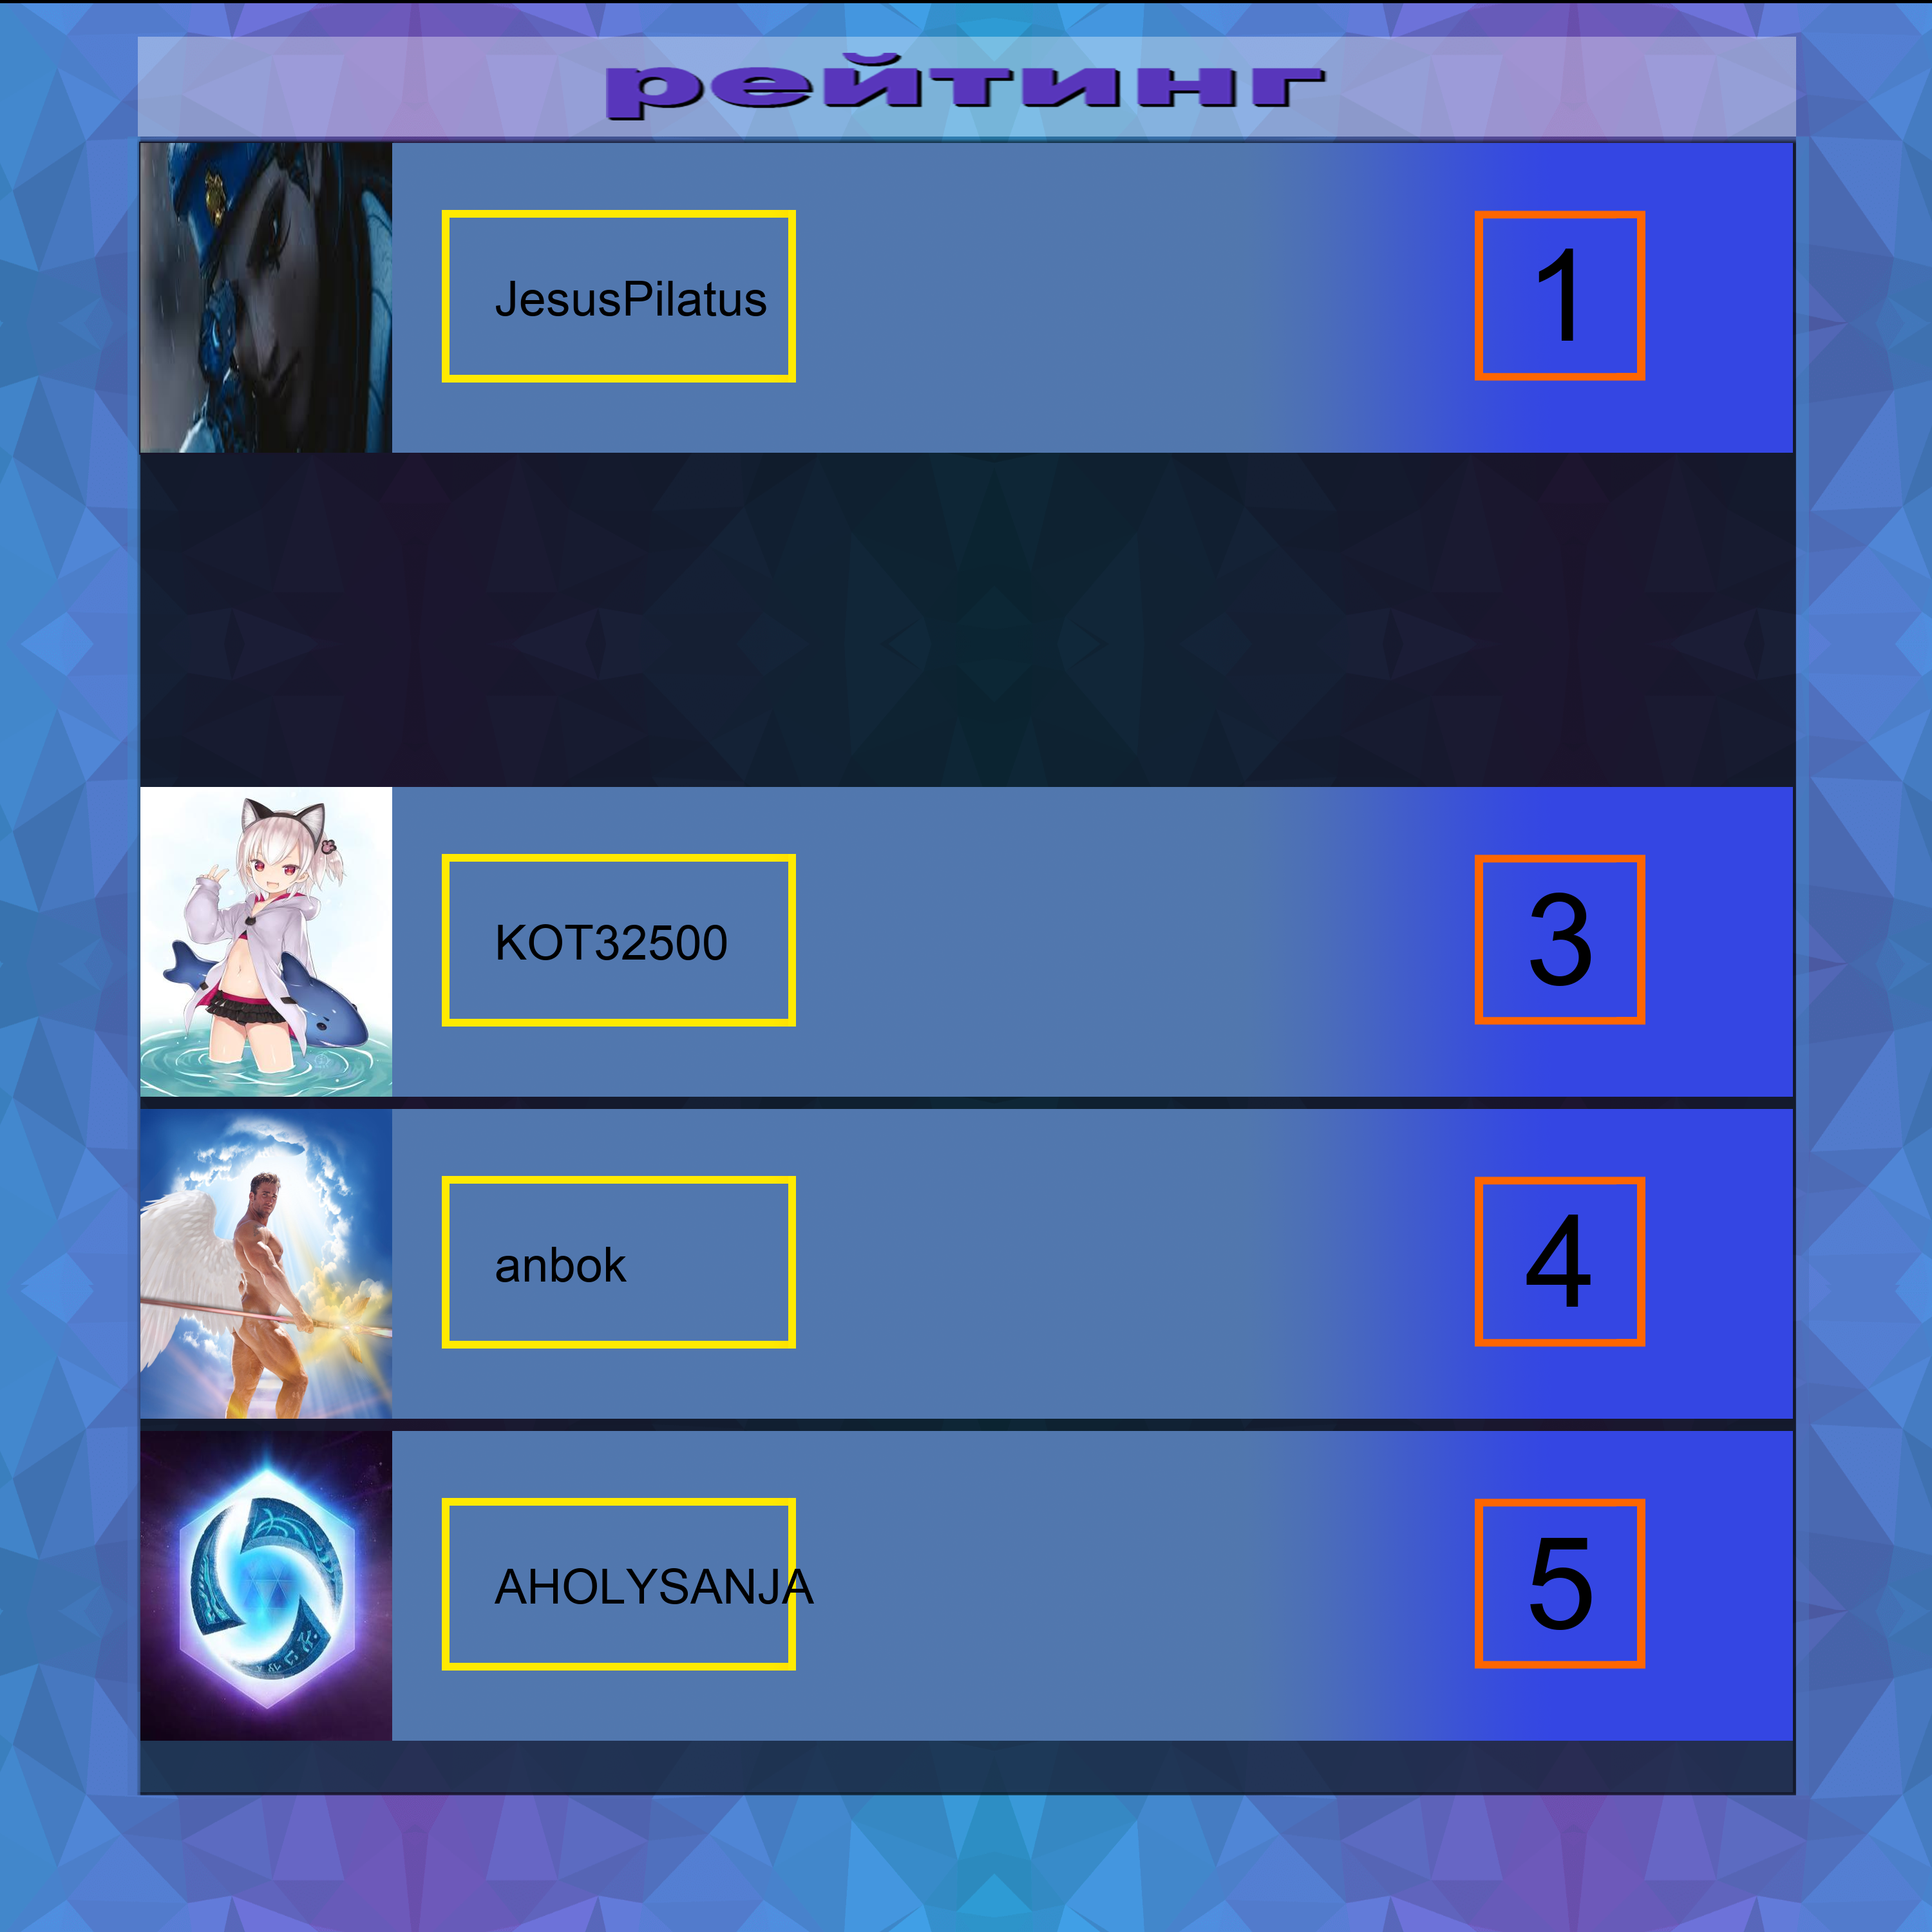 рейтинг
JesusPilatus
1
KOT32500
3
anbok
4
AHOLYSANJA
5